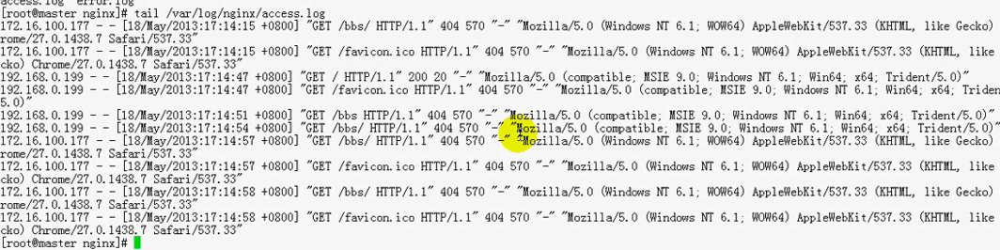 access.log  error.log
[root@master nginx]# tail /var/log/nginx/access.log
172.16.100.177 - - [18/May/2013:17:14:15 +0800] "GET /bbs/ HTTP/1.1" 404 570 "-" "Mozilla/5.0 (Windows NT 6.1; WOW64) AppleWebKit/537.33 (KHTML, like Gecko)
rome/27.0.1438.7 Safari/537.33"
172.16.100.177 - - [18/May/2013:17:14:15 +0800] "GET /favicon.ico HTTP/1.1" 404 570 "-" "Mozilla/5.0 (Windows NT 6.1; WOW64) AppleWebKit/537.33 (KHTML, like
cko) Chrome/27.0.1438.7 Safari/537.33"
192.168.0.199 - - [18/May/2013:17:14:47 +0800] "GET / HTTP/1.1" 200 20 "-" "Mozilla/5.0 (compatible; MSIE 9.0; Windows NT 6.1; Win64; x64; Trident/5.0)"
192.168.0.199 - - [18/May/2013:17:14:47 +0800] "GET /favicon.ico HTTP/1.1" 404 570 "-" "Mozilla/5.0 (compatible; MSIE 9.0; Windows NT 6.1; Win64; x64; Triden
5.0)"
192.168.0.199 - - [18/May/2013:17:14:51 +0800] "GET /bbs/ HTTP/1.1" 404 570 "-" "Mozilla/5.0 (compatible; MSIE 9.0; Windows NT 6.1; Win64; x64; Trident/5.0)"
192.168.0.199 - - [18/May/2013:17:14:54 +0800] "GET /bbs/ HTTP/1.1" 404 570 "-" "Mozilla/5.0 (compatible; MSIE 9.0; Windows NT 6.1; Win64; x64; Trident/5.0)"
172.16.100.177 - - [18/May/2013:17:14:57 +0800] "GET /bbs/ HTTP/1.1" 404 570 "-" "Mozilla/5.0 (Windows NT 6.1; WOW64) AppleWebKit/537.33 (KHTML, like Gecko)
rome/27.0.1438.7 Safari/537.33"
172.16.100.177 - - [18/May/2013:17:14:57 +0800] "GET /favicon.ico HTTP/1.1" 404 570 "-" "Mozilla/5.0 (Windows NT 6.1; WOW64) AppleWebKit/537.33 (KHTML, like
cko) Chrome/27.0.1438.7 Safari/537.33"
172.16.100.177 - - [18/May/2013:17:14:58 +0800] "GET /bbs/ HTTP/1.1" 404 570 "-" "Mozilla/5.0 (Windows NT 6.1; WOW64) AppleWebKit/537.33 (KHTML, like Gecko)
rome/27.0.1438.7 Safari/537.33"
172.16.100.177 - - [18/May/2013:17:14:58 +0800] "GET /favicon.ico HTTP/1.1" 404 570 "-" "Mozilla/5.0 (Windows NT 6.1; WOW64) AppleWebKit/537.33 (KHTML, like
cko) Chrome/27.0.1438.7 Safari/537.33"
[root@master nginx]#